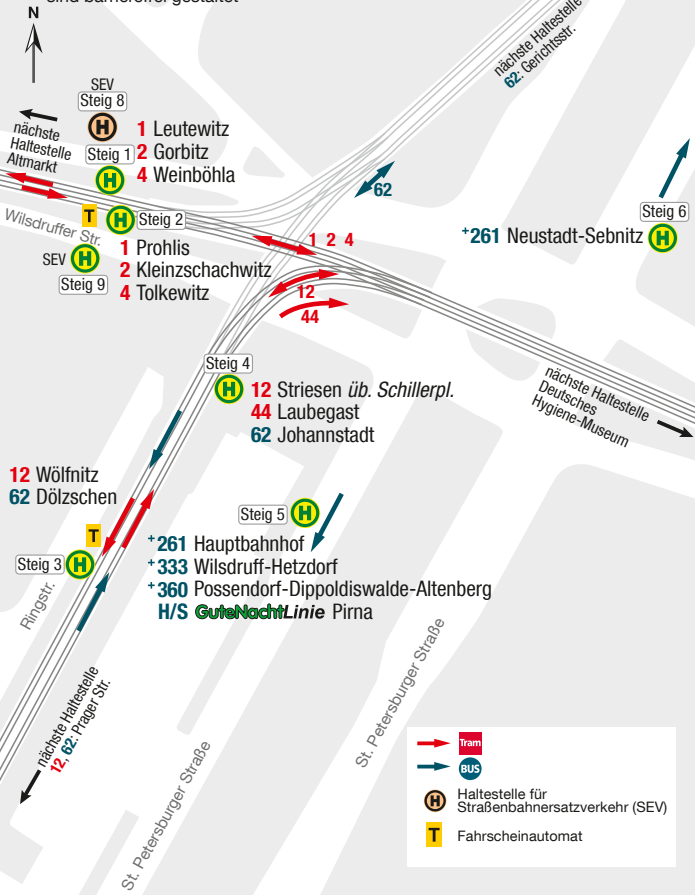 sind barrierefrei gestaltet
N
nächste Haltestelle
62: Gerichtsstr.
SEV
Steig 8
H
nächste
Haltestelle
Altmarkt
1 Leutewitz
2 Gorbitz
4 Weinböhla
Steig 1
H
T
H
Steig 2
Wilsdruffer Str.
SEV
H
Steig 9
1 Prohlis
2 Kleinzschachwitz
4 Tolkewitz
62
1 2 4
12
44
Steig 6
+261 Neustadt-Sebnitz
H
Steig 4
H
12 Striesen üb. Schillerpl.
44 Laubegast
62 Johannstadt
nächste Haltestelle
Deutsches
Hygiene-Museum
12 Wölfnitz
62 Dölzschen
T
Steig 3
H
Steig 5
H
+261 Hauptbahnhof
+333 Wilsdruff-Hetzdorf
+360 Possendorf-Dippoldiswalde-Altenberg
H/S GuteNachtLinie Pirna
Ringstr.
nächste Haltestelle
12, 62: Prager Str.
St. Petersburger Straße
St. Petersburger Straße
Tram
BUS
H
Haltestelle für
Straßenbahnersatzverkehr (SEV)
T
Fahrscheinautomat